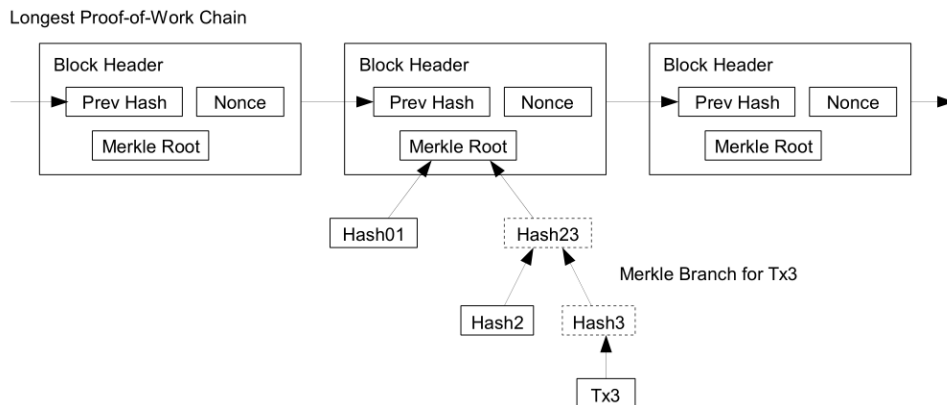 Longest Proof-of-Work Chain
Block Header
Block Header
Block Header
Prev Hash
Nonce
Prev Hash
Nonce
Prev Hash
Nonce
Merkle Root
Merkle Root
Merkle Root
Hash01
Hash23
Merkle Branch for Tx3
Hash2
Hash3
Tx3